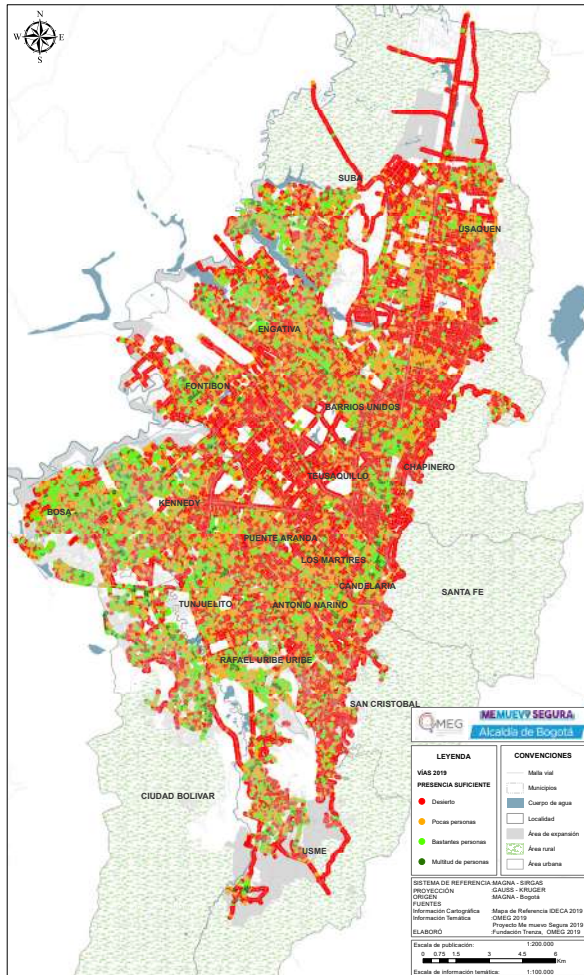 N
W E
S
SUBA
USAQUEN
ENGATIVA
FONTIBON
BARRIOS UNIDOS
CHAPINERO
TEUSAQUILLO
KENNEDY
BOSA
PUENTE ARANDA
LOS MARTIRES
CANDELARIA
SANTA FE
TUNJUELITO
ANTONIO NARIÑO
RAFAEL URIBE URIBE
SAN CRISTOBAL
CIUDAD BOLIVAR
USME
OMEG
ME MUEVO SEGURA
Alcaldía de Bogotá
LEYENDA
VÍAS 2019
PRESENCIA SUFICIENTE
Desierto
Pocas personas
Bastantes personas
Multitud de personas
CONVENCIONES
Malla vial
Municipios
Cuerpo de agua
Localidad
Área de expansión
Área rural
Área urbana
SISTEMA DE REFERENCIA:MAGNA - SIRGAS
PROYECCIÓN :GAUSS - KRUGER
ORIGEN :MAGNA - Bogotá
FUENTES
Información Cartográfica :Mapa de Referencia IDECA 2019
Información Temática :OMEG 2019
Proyecto Me muevo Segura 2019
ELABORÓ :Fundación Trenza, OMEG 2019
Escala de publicación: 1:200.000
0 0.75 1.5 3 4.5 6
Km
Escala de información temática: 1:100.000